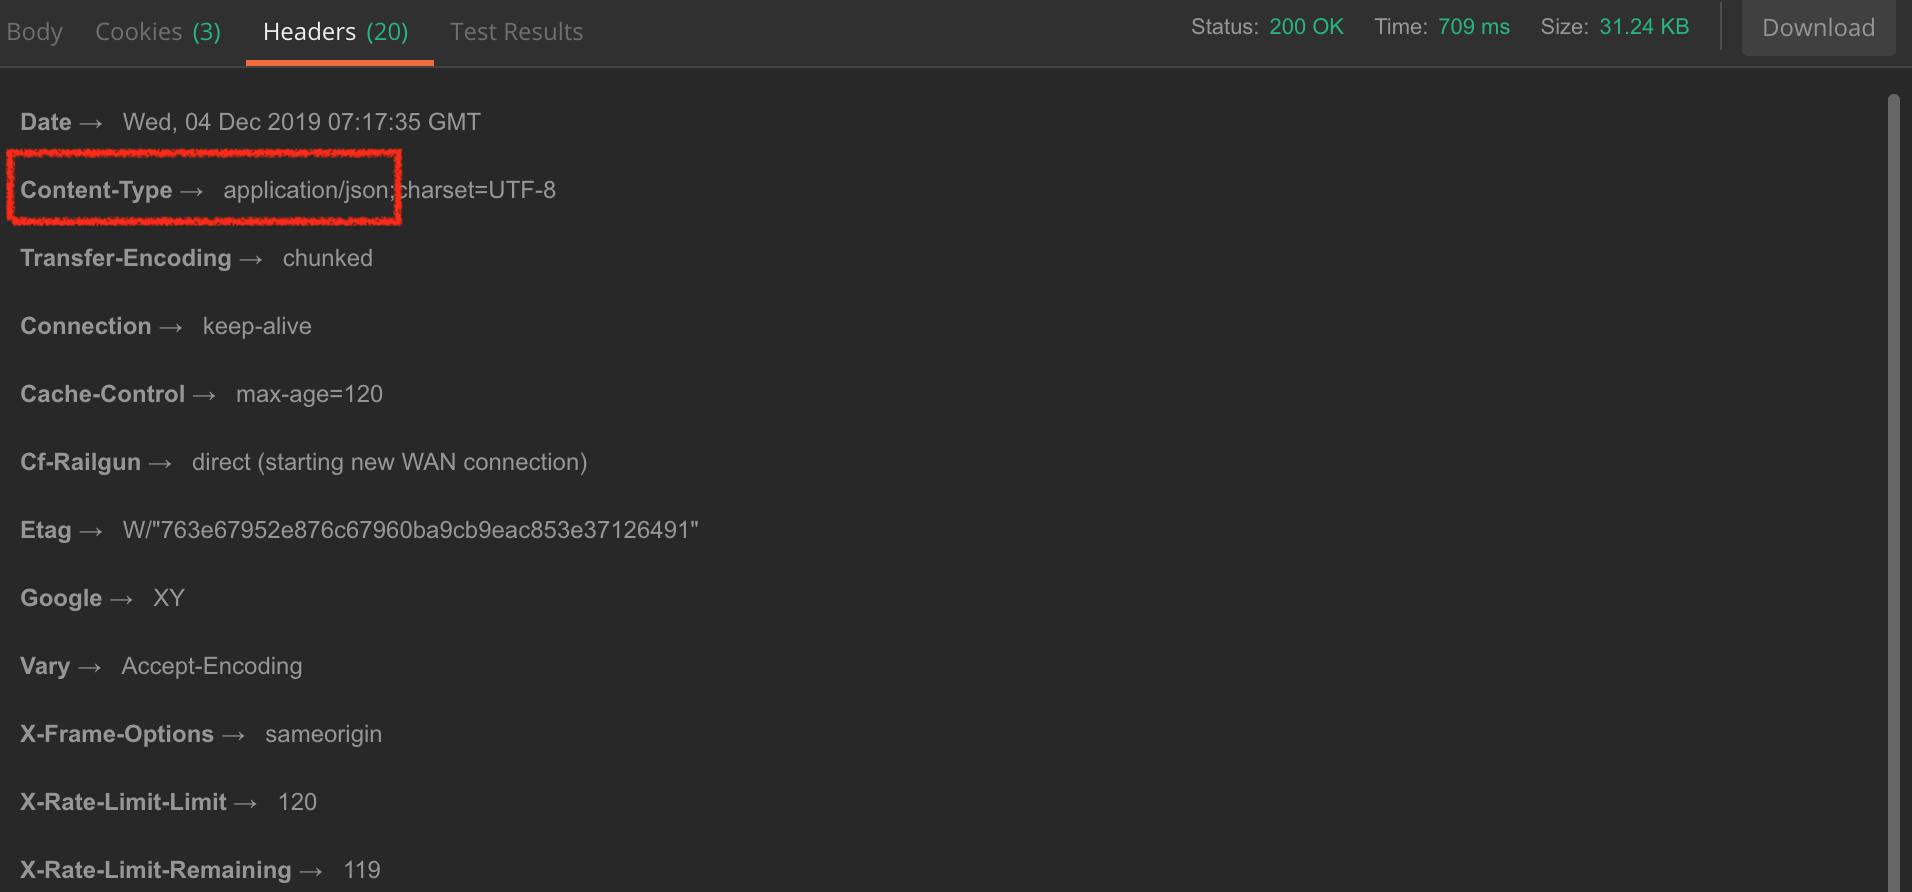 Body Cookies (3) Headers (20) Test Results Status: 200 OK Time: 709 ms Size: 31.24 KB Download
Date → Wed, 04 Dec 2019 07:17:35 GMT
Content-Type → application/json;charset=UTF-8
Transfer-Encoding → chunked
Connection → keep-alive
Cache-Control → max-age=120
Cf-Railgun → direct (starting new WAN connection)
Etag → W/"763e67952e876c67960ba9cb9eac853e37126491"
Google → XY
Vary → Accept-Encoding
X-Frame-Options → sameorigin
X-Rate-Limit-Limit → 120
X-Rate-Limit-Remaining → 119